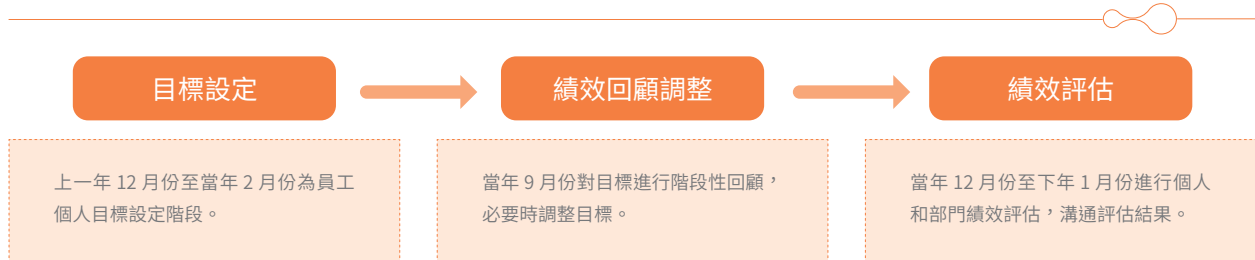 目標設定
績效回顧調整
績效評估
上一年 12 月份至當年 2 月份為員工
個人目標設定階段。
當年 9 月份對目標進行階段性回顧，
必要時調整目標。
當年 12 月份至下年 1 月份進行個人
和部門績效評估，溝通評估結果。